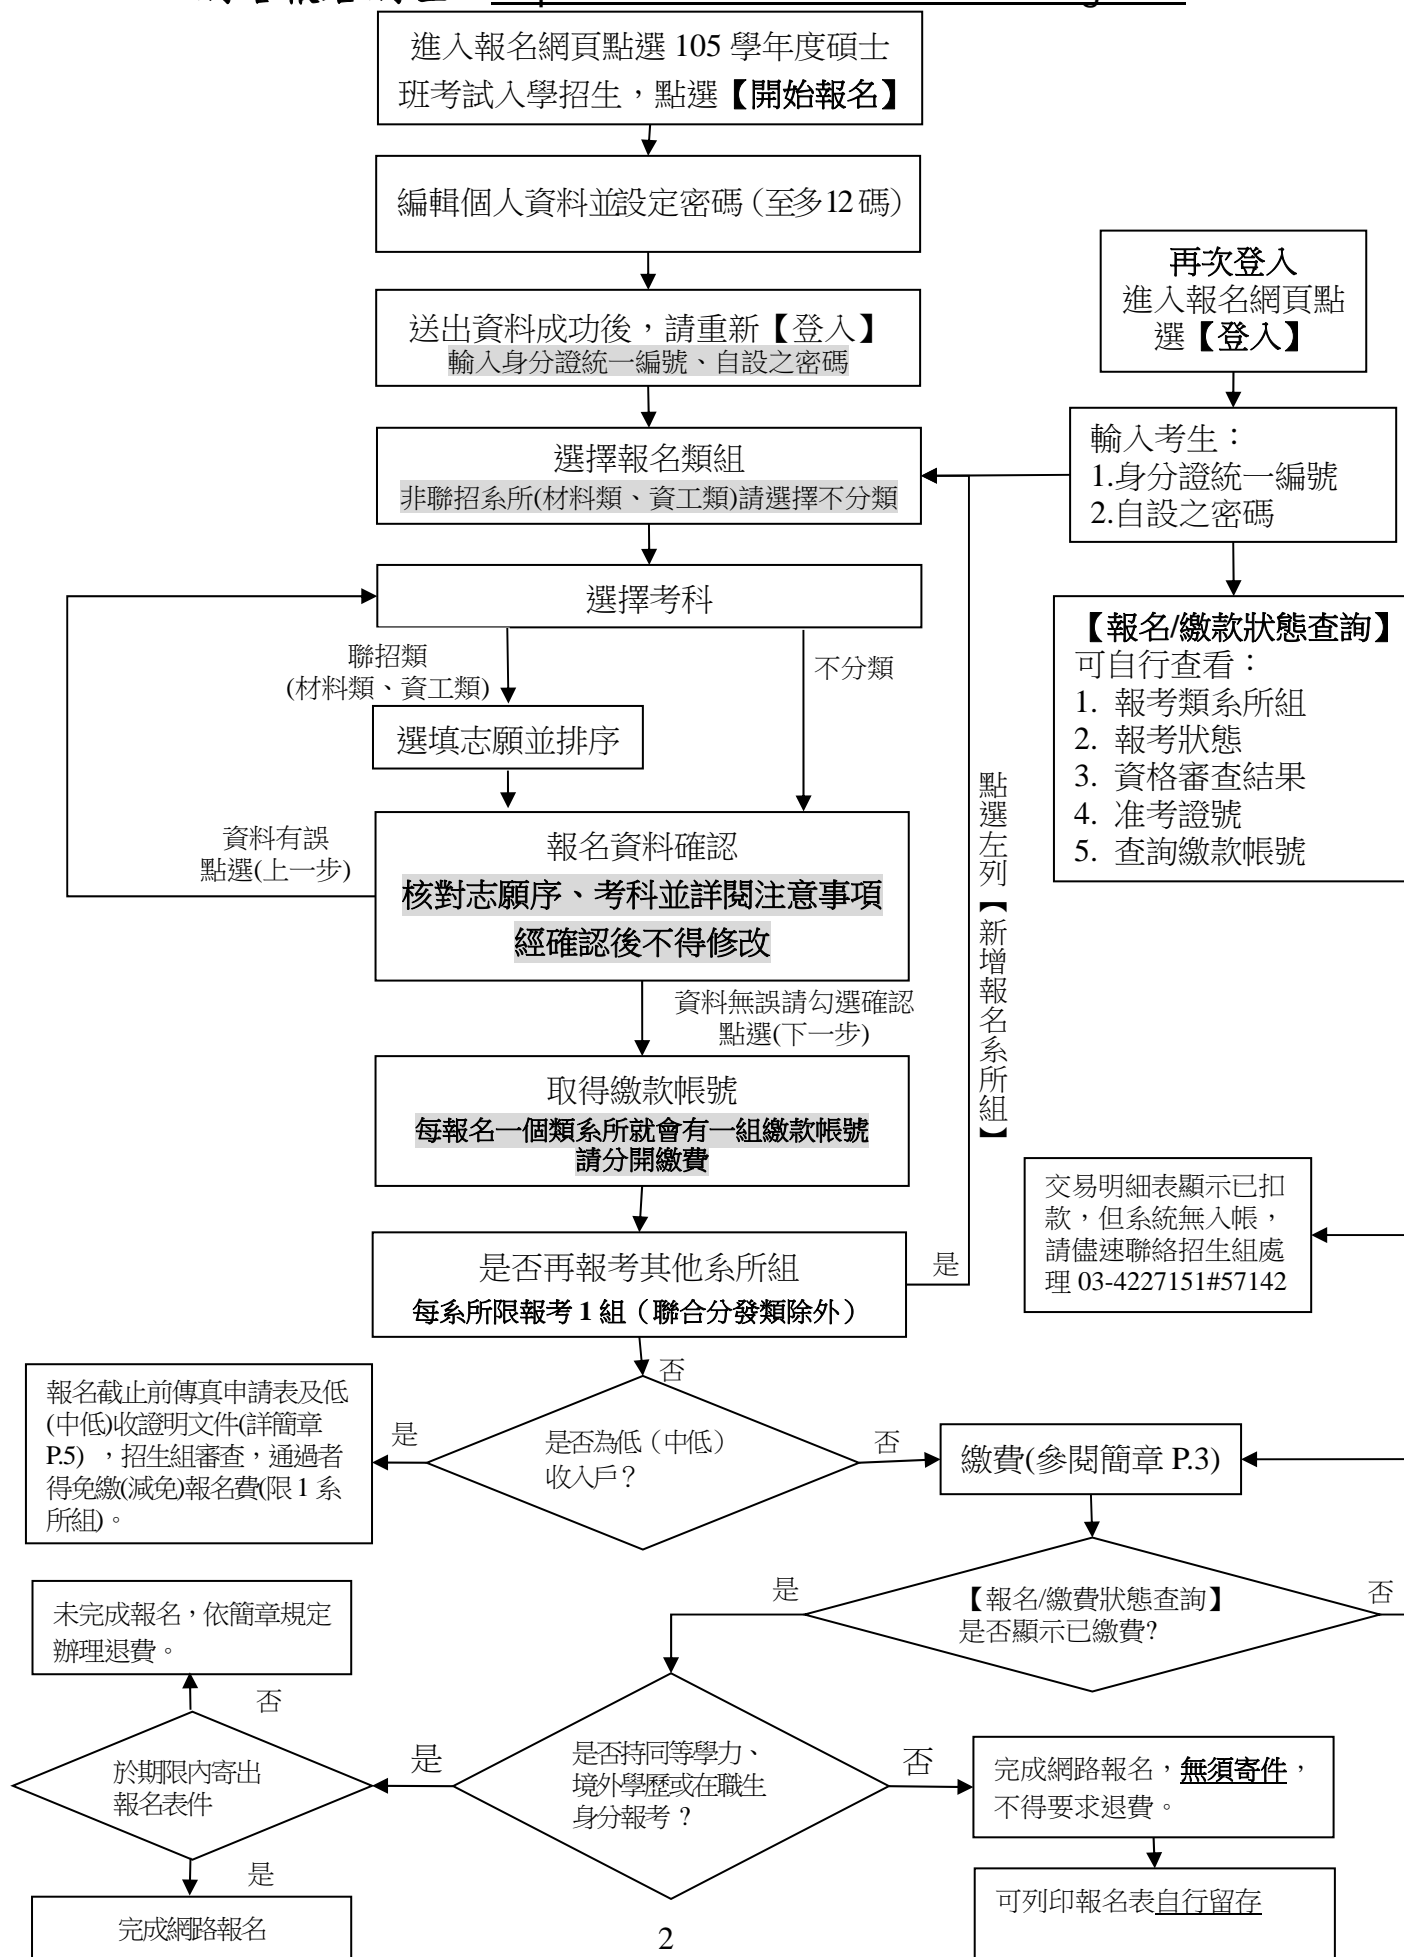 進入報名網頁點選 105 學年度碩士
班考試入學招生，點選【開始報名】
編輯個人資料並設定密碼（至多12碼）
送出資料成功後，請重新【登入】
輸入身分證統一編號、自設之密碼
選擇報名類組
非聯招系所(材料類、資工類)請選擇不分類
再次登入
進入報名網頁點
選【登入】
輸入考生：
1.身分證統一編號
2.自設之密碼
【報名/繳款狀態查詢】
可自行查看：
1. 報考類系所組
2. 報考狀態
3. 資格審查結果
4. 准考證號
5. 查詢繳款帳號
選擇考科
聯招類
(材料類、資工類)
不分類
選填志願並排序
資料有誤
點選(上一步)
報名資料確認
核對志願序、考科並詳閱注意事項
經確認後不得修改
資料無誤請勾選確認
點選(下一步)
點選左列【新增報名系所組】
取得繳款帳號
每報名一個類系所就會有一組繳款帳號
請分開繳費
是否再報考其他系所組
每系所限報考 1 組（聯合分發類除外）
是
交易明細表顯示已扣
款，但系統無入帳，
請儘速聯絡招生組處
理 03-4227151#57142
否
報名截止前傳真申請表及低
(中低)收證明文件(詳簡章
P.5) ，招生組審查，通過者
得免繳(減免)報名費(限 1 系
所組)。
是
是否為低（中低）
收入戶？
否
繳費(參閱簡章 P.3)
是
【報名/繳費狀態查詢】
是否顯示已繳費?
否
未完成報名，依簡章規定
辦理退費。
否
於期限內寄出
報名表件
是
是否持同等學力、
境外學歷或在職生
身分報考？
否
完成網路報名，無須寄件，
不得要求退費。
是
完成網路報名
可列印報名表自行留存
2